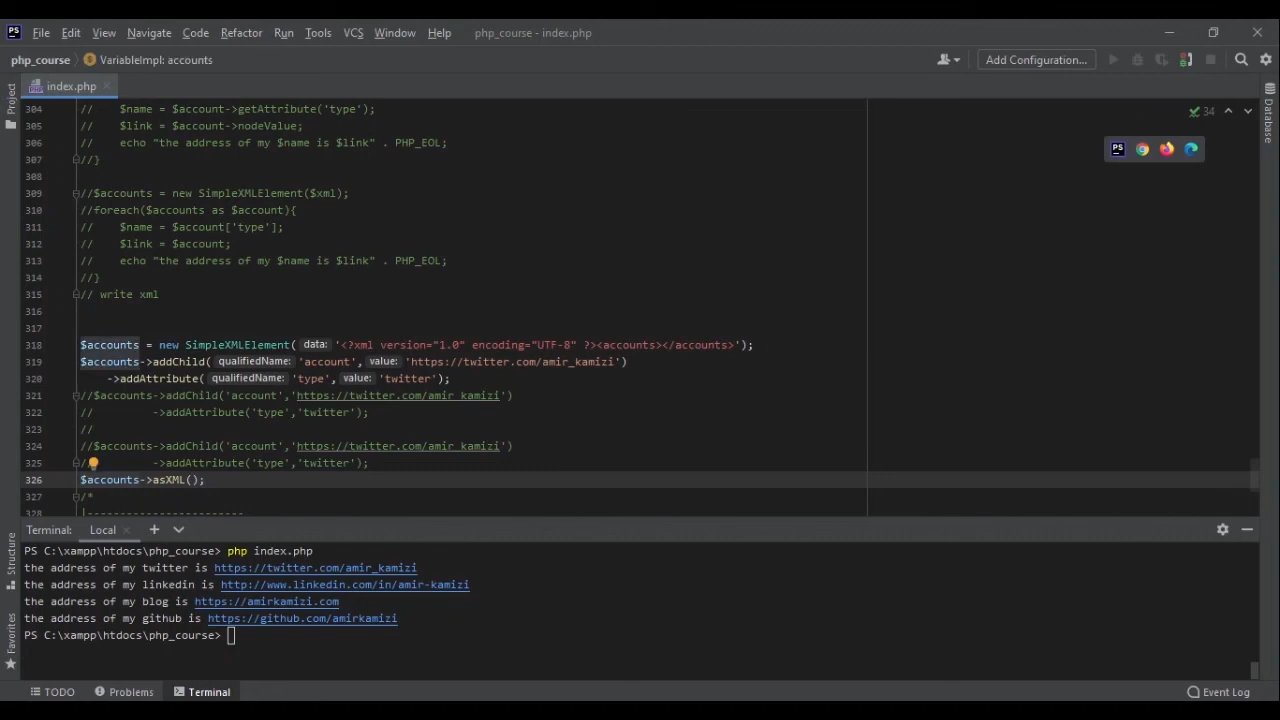 PS File Edit View Navigate Code Refactor Run Tools VCS Window Help php_course - index.php
php_course VariableImpl: accounts Add Configuration...
Project
index.php
Database
34
304 //    $name = $account->getAttribute('type');
305 //    $link = $account->nodeValue;
306 //    echo "the address of my $name is $link" . PHP_EOL;
307 //}
PS
308
309 //$accounts = new SimpleXMLElement($xml);
310 //foreach($accounts as $account){
311 //    $name = $account['type'];
312 //    $link = $account;
313 //    echo "the address of my $name is $link" . PHP_EOL;
314 //}
315 // write xml
316
317
318 $accounts = new SimpleXMLElement( data: '<?xml version="1.0" encoding="UTF-8" ?><accounts></accounts>');
319 $accounts->addChild( qualifiedName: 'account', value: 'https://twitter.com/amir_kamizi')
320     ->addAttribute( qualifiedName: 'type', value: 'twitter');
321 //$accounts->addChild('account','https://twitter.com/amir_kamizi')
322 //         ->addAttribute('type','twitter');
323 //
324 //$accounts->addChild('account','https://twitter.com/amir_kamizi')
325 /         ->addAttribute('type','twitter');
326 $accounts->asXML();
327 /*
328 |------------------------
Terminal: Local
PS C:\xampp\htdocs\php_course> php index.php
the address of my twitter is https://twitter.com/amir_kamizi
the address of my linkedin is http://www.linkedin.com/in/amir-kamizi
the address of my blog is https://amirkamizi.com
the address of my github is https://github.com/amirkamizi
PS C:\xampp\htdocs\php_course>
Structure
Favorites
TODO Problems Terminal Event Log